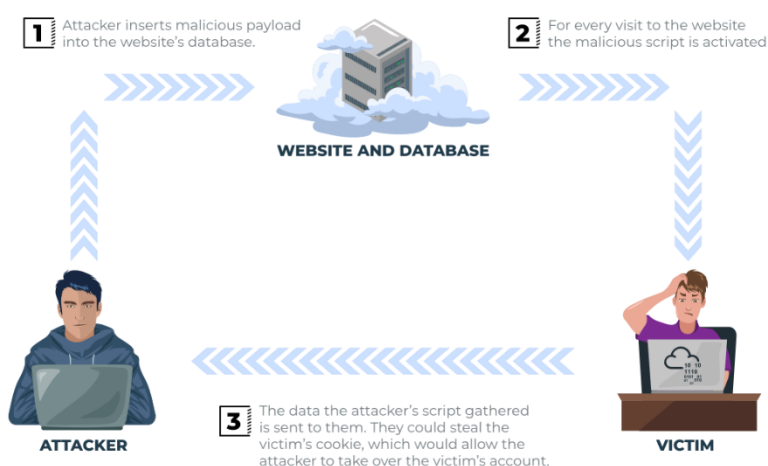 1
Attacker inserts malicious payload
into the website's database.
2
For every visit to the website
the malicious script is activated
WEBSITE AND DATABASE
ATTACKER
3
The data the attacker's script gathered
is sent to them. They could steal the
victim's cookie, which would allow the
attacker to take over the victim's account.
VICTIM